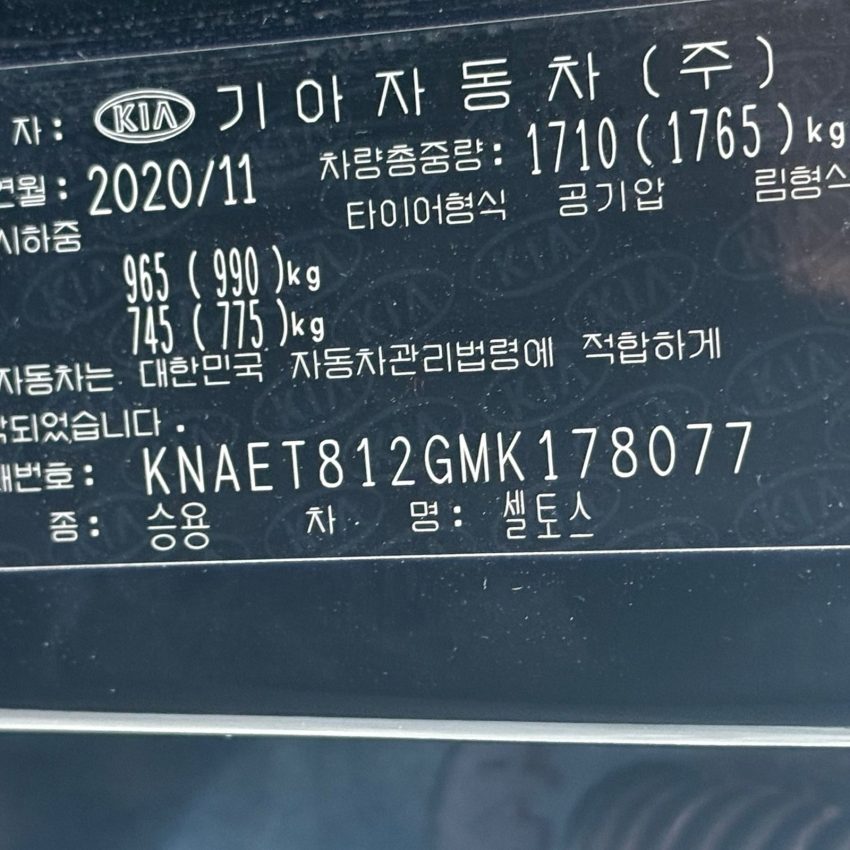 자: KIA 기아자동차(주)
연월: 2020/11 차량총중량: 1710(1765)kg
시하중 타이어형식 공기압 림형식
965(990)kg
745(775)kg
자동차는 대한민국 자동차관리법령에 적합하게
작되었습니다.
대번호: KNAET812GMK178077
종: 승용 차 명: 셀토스